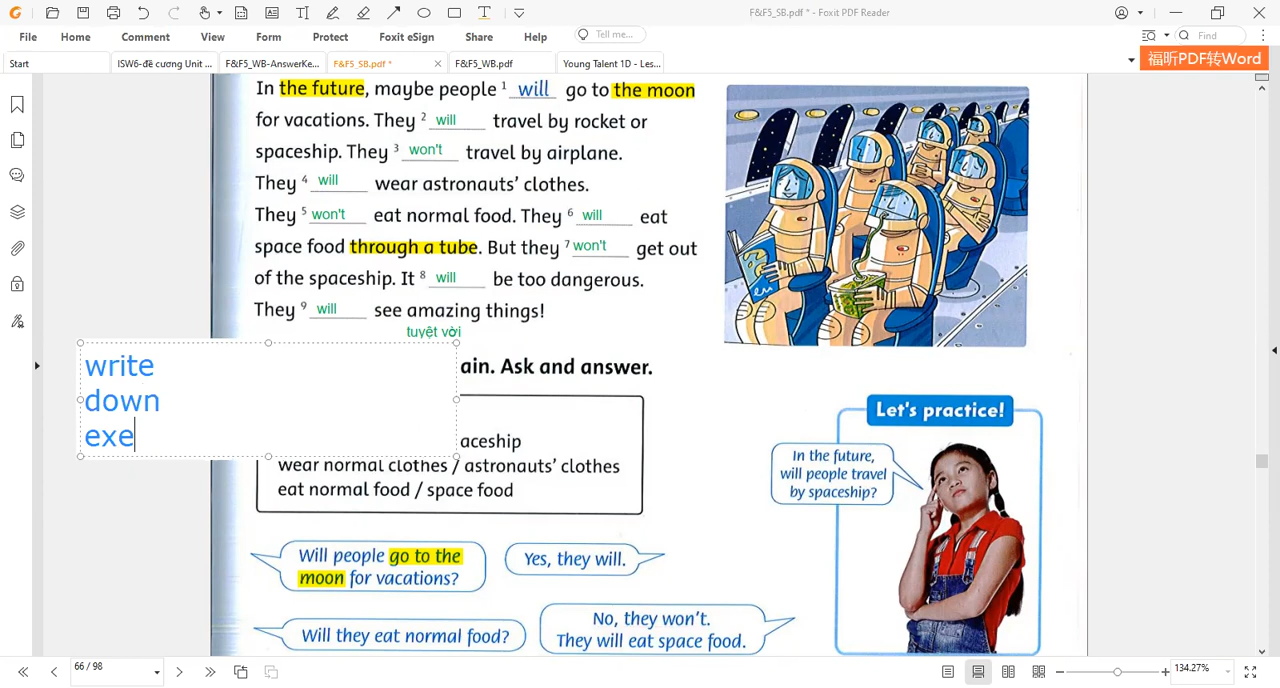 F&F5_SB.pdf * - Foxit PDF Reader
File Home Comment View Form Protect Foxit eSign Share Help Tell me... Find
Start ISW6-đề cương Unit ... F&F5_WB-AnswerKe... F&F5_SB.pdf * F&F5_WB.pdf Young Talent 1D - Les...
福昕PDF转Word
In the future, maybe people 1 will go to the moon
for vacations. They 2 will travel by rocket or
spaceship. They 3 won't travel by airplane.
They 4 will wear astronauts' clothes.
They 5 won't eat normal food. They 6 will eat
space food through a tube. But they 7 won't get out
of the spaceship. It 8 will be too dangerous.
They 9 will see amazing things!
tuyệt vời
write
down
exe
ain. Ask and answer.
aceship
wear normal clothes / astronauts' clothes
eat normal food / space food
Let's practice!
In the future,
will people travel
by spaceship?
Will people go to the
moon for vacations?
Yes, they will.
Will they eat normal food?
No, they won't.
They will eat space food.
66 / 98
134.27%